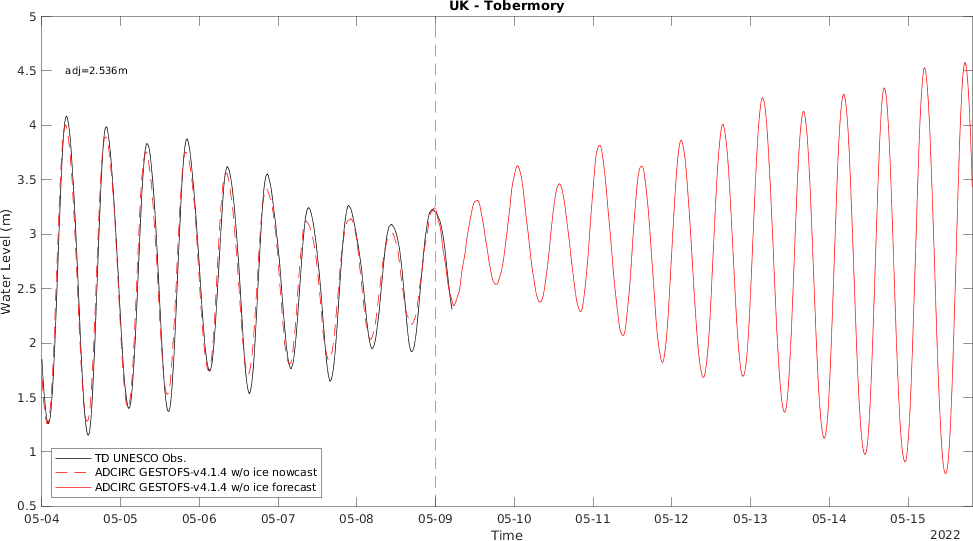 UK - Tobermory
adj=2.536m
Water Level (m)
5
4.5
4
3.5
3
2.5
2
1.5
1
0.5
TD UNESCO Obs.
ADCIRC GESTOFS-v4.1.4 w/o ice nowcast
ADCIRC GESTOFS-v4.1.4 w/o ice forecast
05-04 05-05 05-06 05-07 05-08 05-09 05-10 05-11 05-12 05-13 05-14 05-15
Time
2022